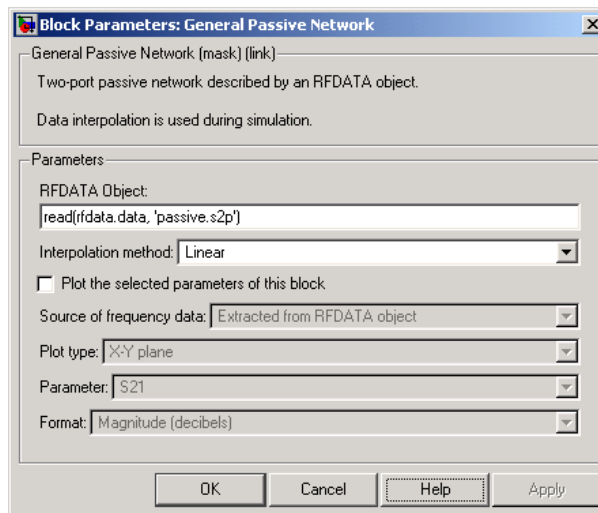 Block Parameters: General Passive Network
General Passive Network (mask) (link)
Two-port passive network described by an RFDATA object.
Data interpolation is used during simulation.
Parameters
RFDATA Object:
read(rfdata.data, 'passive.s2p')
Interpolation method: Linear
Plot the selected parameters of this block
Source of frequency data: Extracted from RFDATA object
Plot type: X-Y plane
Parameter: S21
Format: Magnitude (decibels)
OK Cancel Help Apply